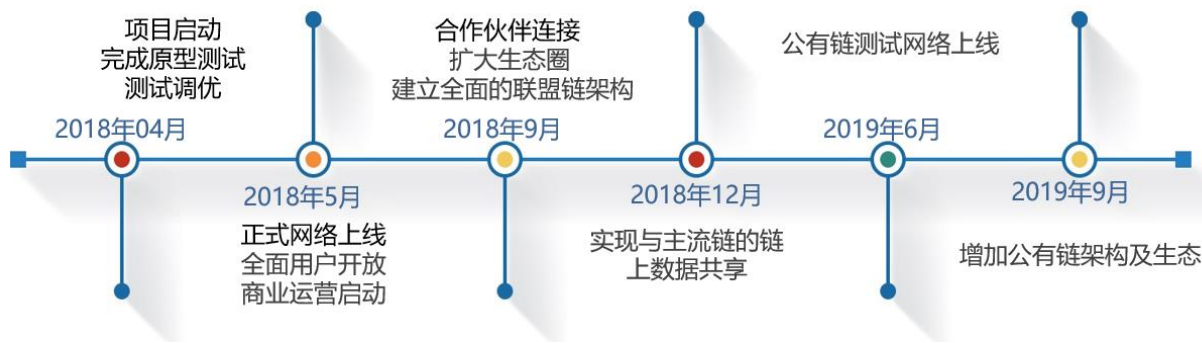 项目启动
完成原型测试
测试调优
2018年04月
2018年5月
正式网络上线
全面用户开放
商业运营启动
合作伙伴连接
扩大生态圈
建立全面的联盟链架构
2018年9月
2018年12月
实现与主流链的链
上数据共享
公有链测试网络上线
2019年6月
2019年9月
增加公有链架构及生态